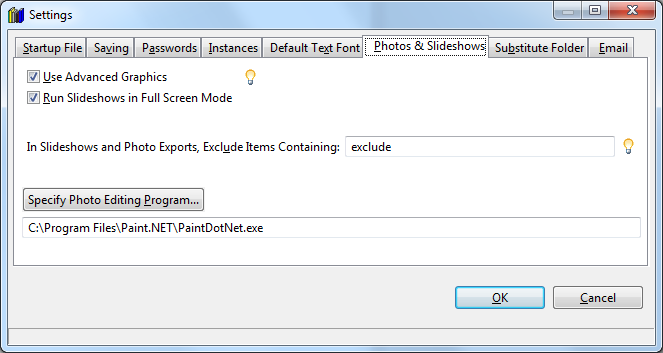 Settings
Startup File Saving Passwords Instances Default Text Font Photos & Slideshows Substitute Folder Email
Use Advanced Graphics
Run Slideshows in Full Screen Mode
In Slideshows and Photo Exports, Exclude Items Containing: exclude
Specify Photo Editing Program...
C:\Program Files\Paint.NET\PaintDotNet.exe
OK Cancel